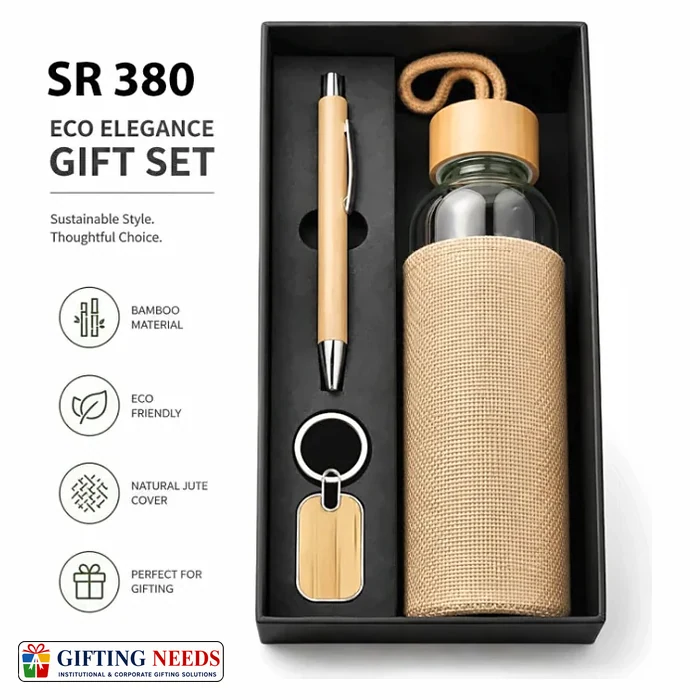 SR 380
ECO ELEGANCE
GIFT SET
Sustainable Style.
Thoughtful Choice.
BAMBOO
MATERIAL
ECO
FRIENDLY
NATURAL JUTE
COVER
PERFECT FOR
GIFTING
GIFTING NEEDS
INSTITUTIONAL & CORPORATE GIFTING SOLUTIONS